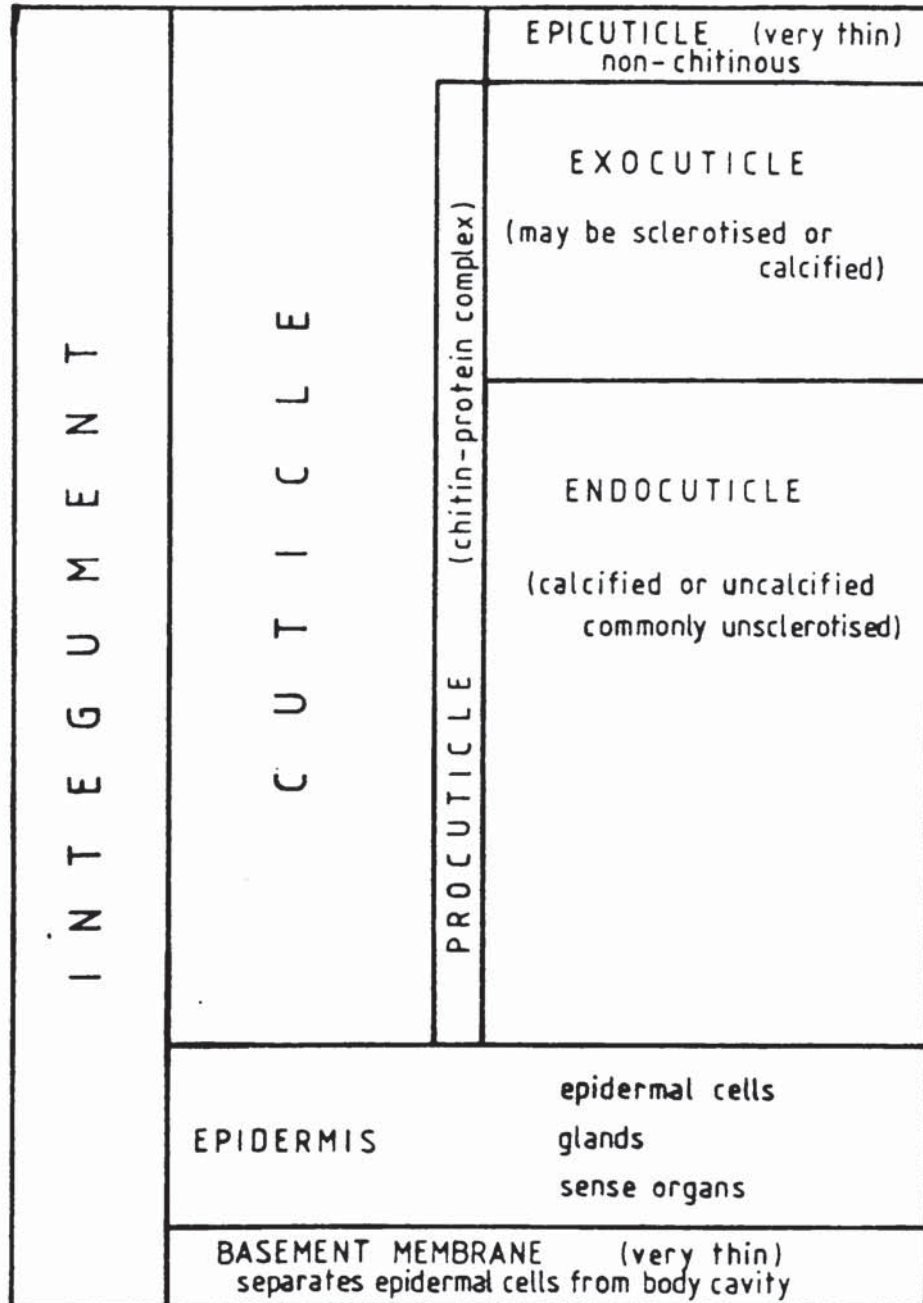 INTEGUMENT
CUTICLE
PROCUTICLE (chitin-protein complex)
EPICUTICLE (very thin)
non-chitinous
EXOCUTICLE
(may be sclerotised or
calcified)
ENDOCUTICLE
(calcified or uncalcified
commonly unsclerotised)
EPIDERMIS
epidermal cells
glands
sense organs
BASEMENT MEMBRANE (very thin)
separates epidermal cells from body cavity